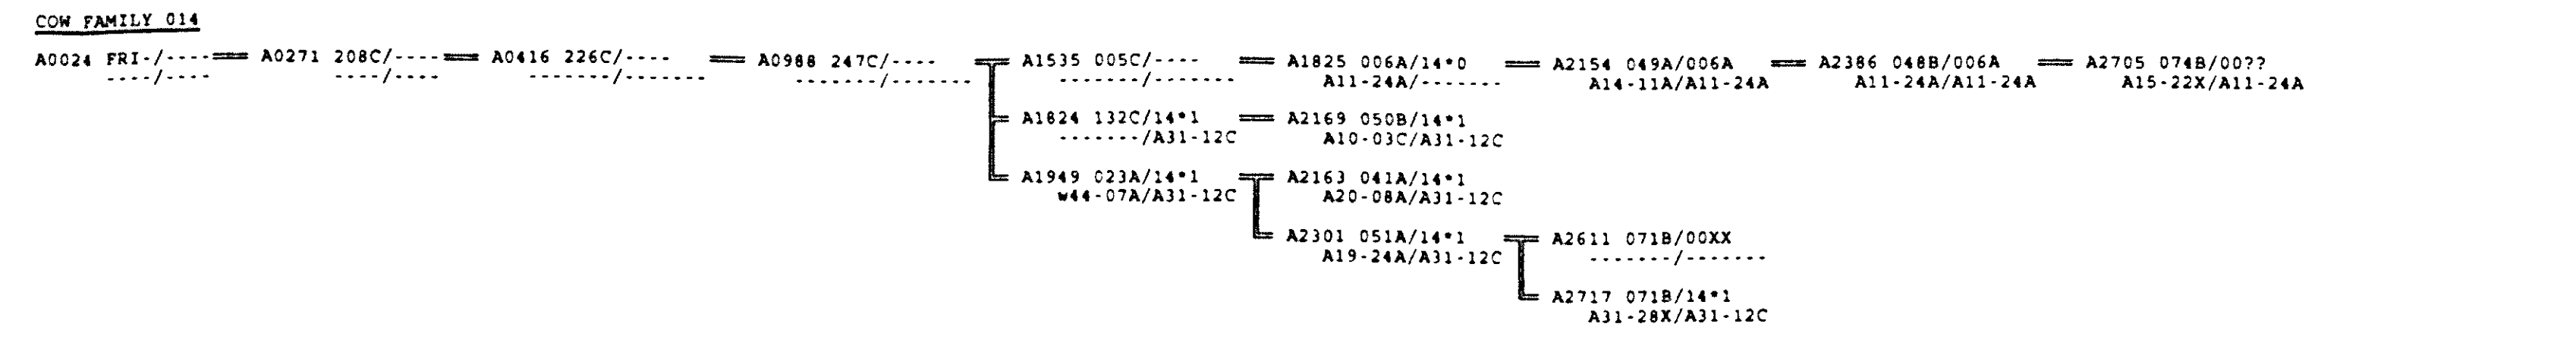 COW FAMILY 014
A0024 FRI-/---- A0271 208C/---- A0416 226C/---- A0988 247C/---- A1535 005C/---- A1825 006A/14*0 A2154 049A/006A A2386 048B/006A A2705 074B/00??
----/---- ----/---- -------/------- -------/------- -------/------- A11-24A/------- A14-11A/A11-24A A11-24A/A11-24A A15-22X/A11-24A
A1824 132C/14*1 A2169 050B/14*1
-------/A31-12C A10-03C/A31-12C
A1949 023A/14*1 A2163 041A/14*1
w44-07A/A31-12C A20-08A/A31-12C
A2301 051A/14*1 A2611 071B/00XX
A19-24A/A31-12C -------/-------
A2717 071B/14*1
A31-28X/A31-12C